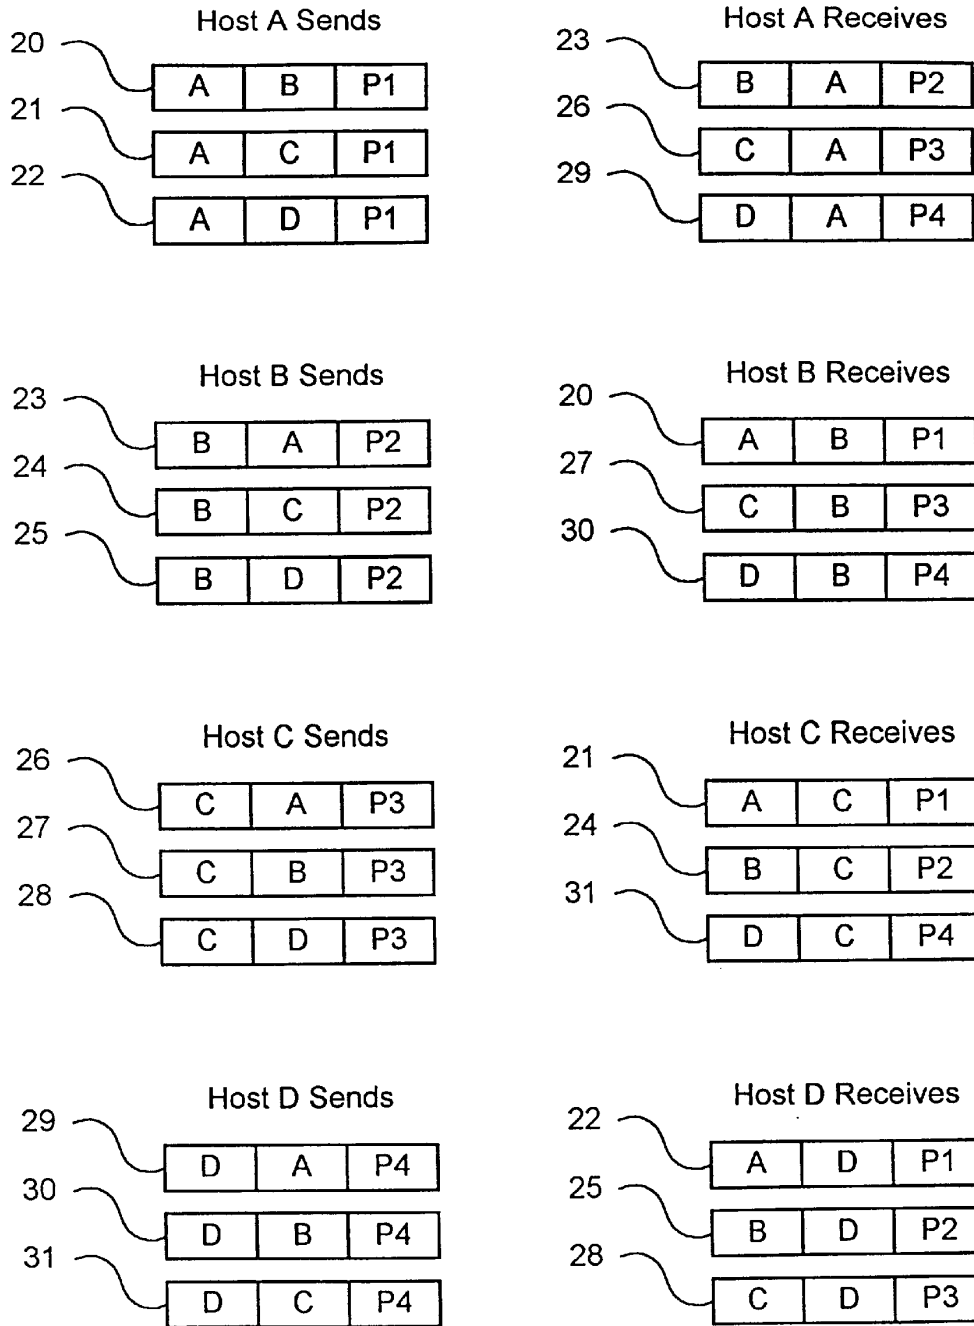 Host A Sends
20 A B P1
21 A C P1
22 A D P1
Host A Receives
23 B A P2
26 C A P3
29 D A P4
Host B Sends
23 B A P2
24 B C P2
25 B D P2
Host B Receives
20 A B P1
27 C B P3
30 D B P4
Host C Sends
26 C A P3
27 C B P3
28 C D P3
Host C Receives
21 A C P1
24 B C P2
31 D C P4
Host D Sends
29 D A P4
30 D B P4
31 D C P4
Host D Receives
22 A D P1
25 B D P2
28 C D P3